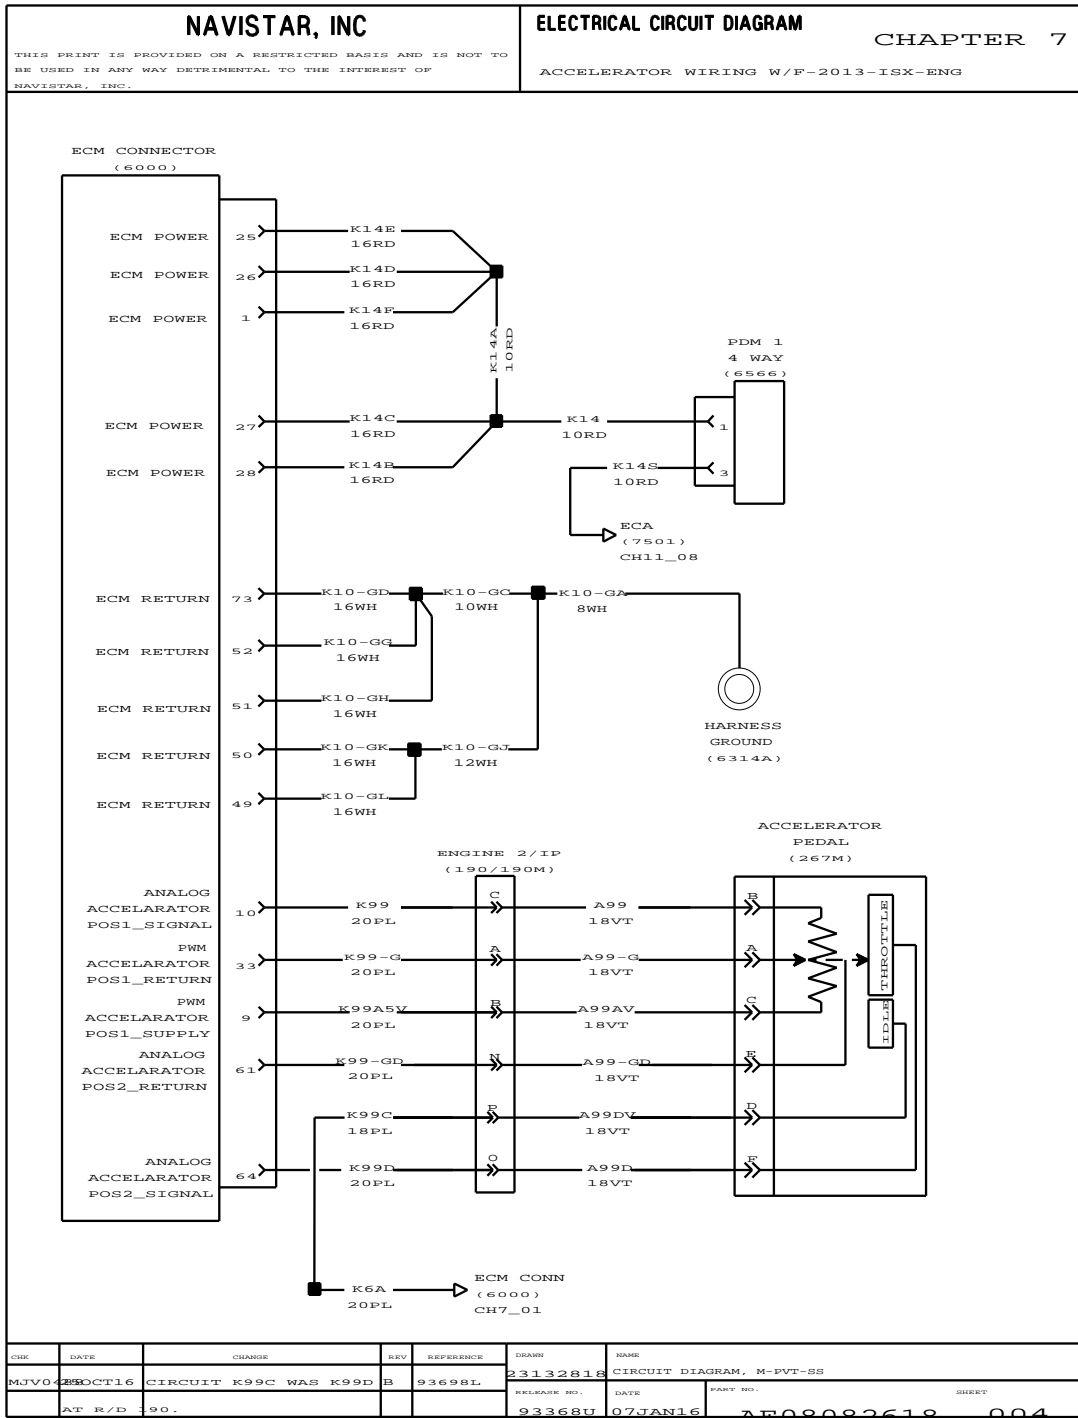 NAVISTAR, INC
THIS PRINT IS PROVIDED ON A RESTRICTED BASIS AND IS NOT TO
BE USED IN ANY WAY DETRIMENTAL TO THE INTEREST OF
NAVISTAR, INC.
ELECTRICAL CIRCUIT DIAGRAM
CHAPTER 7
ACCELERATOR WIRING W/F-2013-ISX-ENG
ECM CONNECTOR
(6000)
ECM POWER 25 K14E
16RD
ECM POWER 26 K14D
16RD
ECM POWER 1 K14F
16RD
K14A
10RD
PDM 1
4 WAY
(6566)
ECM POWER 27 K14C K14 1
16RD 10RD
ECM POWER 28 K14B K14S 3
16RD 10RD
ECA
(7501)
CH11_08
ECM RETURN 73 K10-GD K10-GC K10-GA
16WH 10WH 8WH
ECM RETURN 52 K10-GG
16WH
ECM RETURN 51 K10-GH
16WH
HARNESS
GROUND
(6314A)
ECM RETURN 50 K10-GK K10-GJ
16WH 12WH
ECM RETURN 49 K10-GL
16WH
ACCELERATOR
PEDAL
(267M)
ENGINE 2/IP
(190/190M)
ANALOG
ACCELARATOR
POS1_SIGNAL
10 K99 C A99 B
20PL 18VT
PWM
ACCELARATOR
POS1_RETURN
33 K99-G A A99-G A
20PL 18VT
PWM
ACCELARATOR
POS1_SUPPLY
9 K99A5V B A99AV C
20PL 18VT
ANALOG
ACCELARATOR
POS2_RETURN
61 K99-GD N A99-GD E
20PL 18VT
K99C P A99DV D
18PL 18VT
ANALOG
ACCELARATOR
POS2_SIGNAL
64 K99D O A99D F
20PL 18VT
THROTTLE
IDLE
K6A
20PL
ECM CONN
(6000)
CH7_01
CHK DATE CHANGE REV REFERENCE
CIRCUIT K99C WAS K99D B 93698L
AT R/D 190.
DRAWN
23132818
NAME
CIRCUIT DIAGRAM, M-PVT-SS
RELEASE NO.
93368U
DATE
07JAN16
PART NO.
AF08082618
SHEET
004